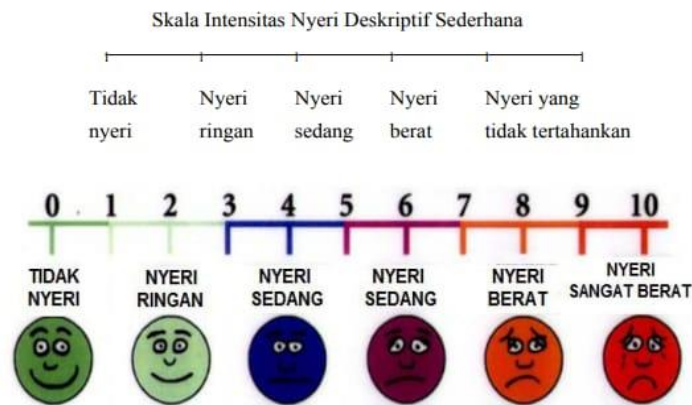 Skala Intensitas Nyeri Deskriptif Sederhana
Tidak nyeri
Nyeri ringan
Nyeri sedang
Nyeri berat
Nyeri yang tidak tertahankan
0 1 2 3 4 5 6 7 8 9 10
TIDAK NYERI
NYERI RINGAN
NYERI SEDANG
NYERI SEDANG
NYERI BERAT
NYERI SANGAT BERAT